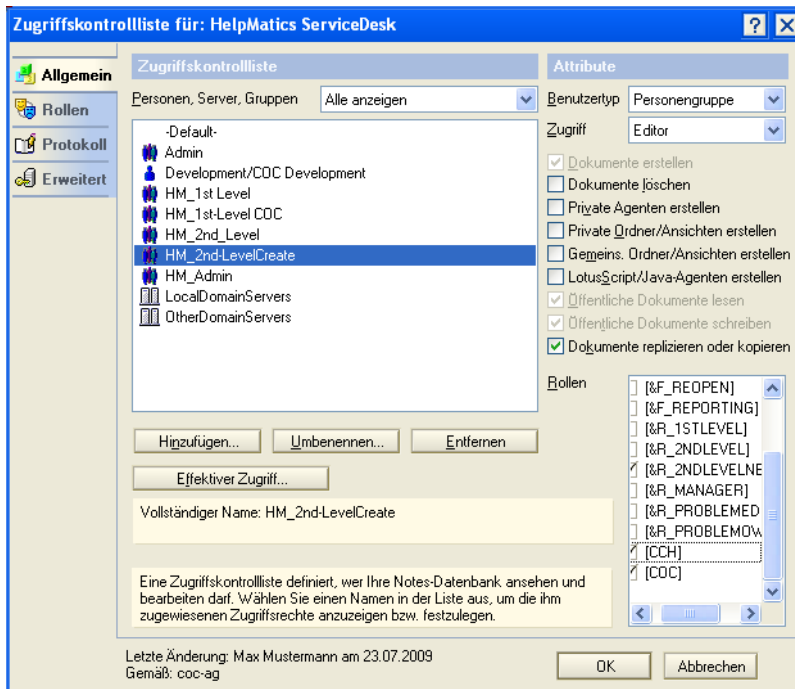 Zugriffskontrollliste für: HelpMatics ServiceDesk
Allgemein
Rollen
Protokoll
Erweitert
Zugriffskontrollliste
Personen, Server, Gruppen
Alle anzeigen
-Default-
Admin
Development/COC Development
HM_1st Level
HM_1st-Level COC
HM_2nd_Level
HM_2nd-LevelCreate
HM_Admin
LocalDomainServers
OtherDomainServers
Hinzufügen...
Umbenennen...
Entfernen
Effektiver Zugriff...
Vollständiger Name: HM_2nd-LevelCreate
Eine Zugriffskontrollliste definiert, wer Ihre Notes-Datenbank ansehen und
bearbeiten darf. Wählen Sie einen Namen in der Liste aus, um die ihm
zugewiesenen Zugriffsrechte anzuzeigen bzw. festzulegen.
Attribute
Benutzertyp
Personengruppe
Zugriff
Editor
Dokumente erstellen
Dokumente löschen
Private Agenten erstellen
Private Ordner/Ansichten erstellen
Gemeins. Ordner/Ansichten erstellen
LotusScript/Java-Agenten erstellen
Öffentliche Dokumente lesen
Öffentliche Dokumente schreiben
Dokumente replizieren oder kopieren
Rollen
[&F_REOPEN]
[&F_REPORTING]
[&R_1STLEVEL]
[&R_2NDLEVEL]
[&R_2NDLEVELNE
[&R_MANAGER]
[&R_PROBLEMED
[&R_PROBLEMOW
[CCH]
[COC]
Letzte Änderung: Max Mustermann am 23.07.2009
Gemäß: coc-ag
OK
Abbrechen